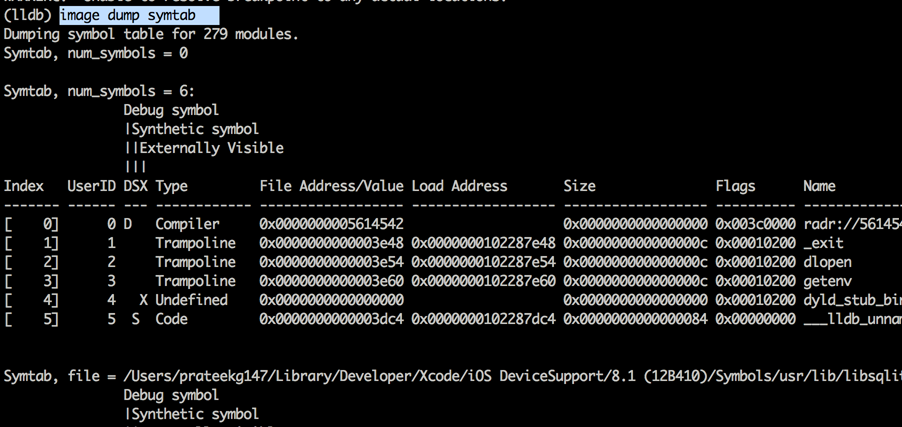 (lldb) image dump symtab
Dumping symbol table for 279 modules.
Symtab, num_symbols = 0
Symtab, num_symbols = 6:
Debug symbol
|Synthetic symbol
||Externally Visible
|||
Index UserID DSX Type File Address/Value Load Address Size Flags Name
------- ------ --- ------------ ------------------ ------------------ ------------------ ---------- -------------
[ 0] 0 D Compiler 0x0000000005614542 0x0000000000000000 0x003c0000 radr://561454
[ 1] 1 Trampoline 0x0000000000003e48 0x0000000102287e48 0x000000000000000c 0x00010200 _exit
[ 2] 2 Trampoline 0x0000000000003e54 0x0000000102287e54 0x000000000000000c 0x00010200 dlopen
[ 3] 3 Trampoline 0x0000000000003e60 0x0000000102287e60 0x000000000000000c 0x00010200 getenv
[ 4] 4 X Undefined 0x0000000000000000 0x0000000000000000 0x00010200 dyld_stub_bin
[ 5] 5 S Code 0x0000000000003dc4 0x0000000102287dc4 0x0000000000000084 0x00000000 ___lldb_unna
Symtab, file = /Users/prateekg147/Library/Developer/Xcode/iOS DeviceSupport/8.1 (12B410)/Symbols/usr/lib/libsqlit
Debug symbol
|Synthetic symbol